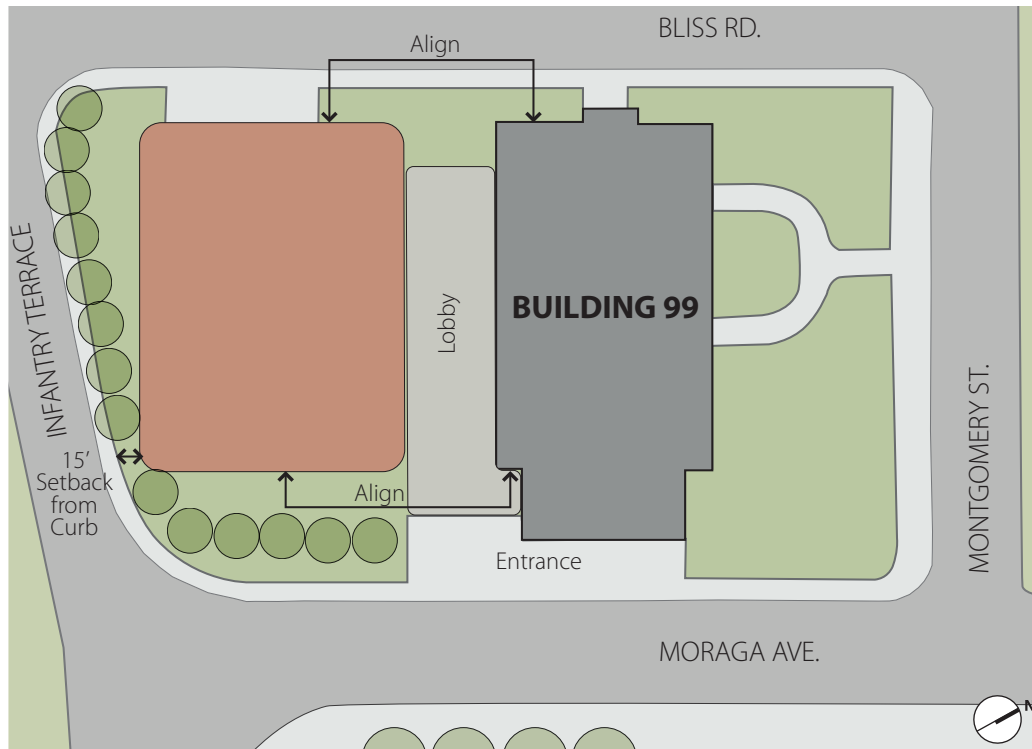 BLISS RD.
Align
INFANTRY TERRACE
Lobby
BUILDING 99
MONTGOMERY ST.
15’
Setback
from
Curb
Align
Entrance
MORAGA AVE.
N